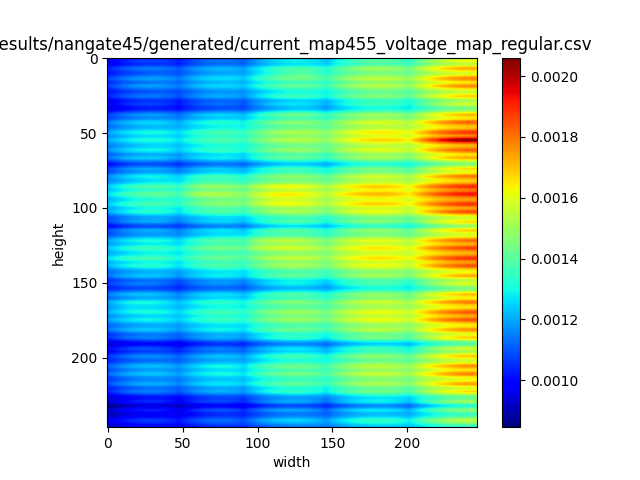 esults/nangate45/generated/current_map455_voltage_map_regular.csv
0
50
100
150
200
height
0 50 100 150 200
width
0.0020
0.0018
0.0016
0.0014
0.0012
0.0010